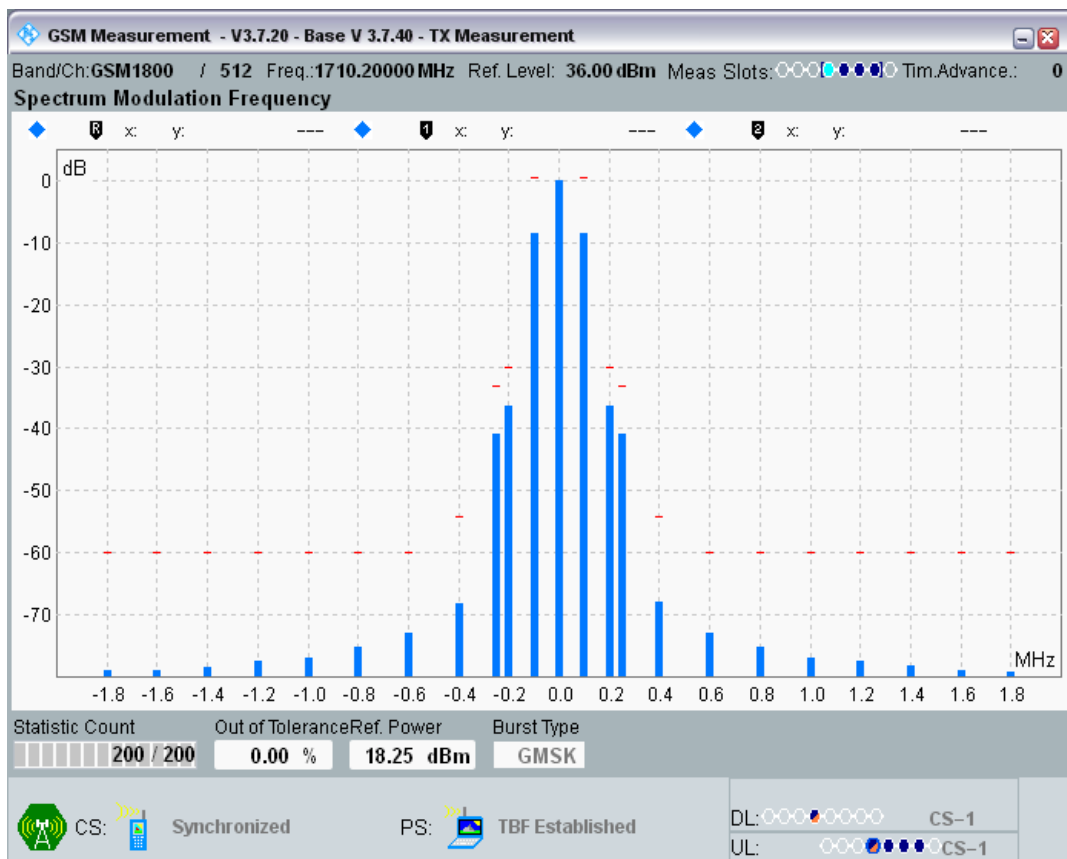 GSM Measurement - V3.7.20 - Base V 3.7.40 - TX Measurement
Band/Ch:GSM1800 / 512 Freq.:1710.20000 MHz Ref. Level: 36.00 dBm Meas Slots: Tim.Advance.: 0
Spectrum Modulation Frequency
R x: y: --- 1 x: y: --- 2 x: y: ---
dB
0
-10
-20
-30
-40
-50
-60
-70
MHz
-1.8 -1.6 -1.4 -1.2 -1.0 -0.8 -0.6 -0.4 -0.2 0.0 0.2 0.4 0.6 0.8 1.0 1.2 1.4 1.6 1.8
Statistic Count Out of Tolerance Ref. Power Burst Type
200 / 200 0.00 % 18.25 dBm GMSK
CS: Synchronized PS: TBF Established
DL: CS-1
UL: CS-1